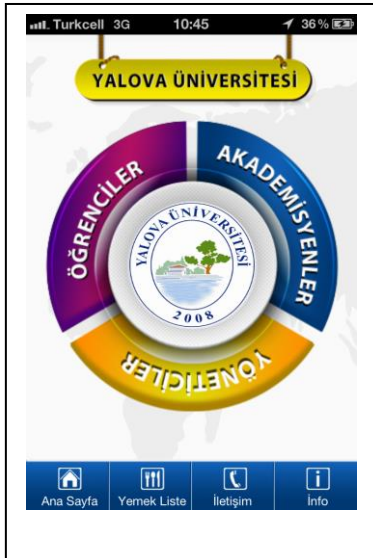 Turkcell 3G 10:45 36%
YALOVA ÜNİVERSİTESİ
ÖĞRENCİLER
AKADEMİSYENLER
YALOVA ÜNİVERSİTESİ
2008
YÖNETİCİLER
Ana Sayfa Yemek Liste İletişim İnfo